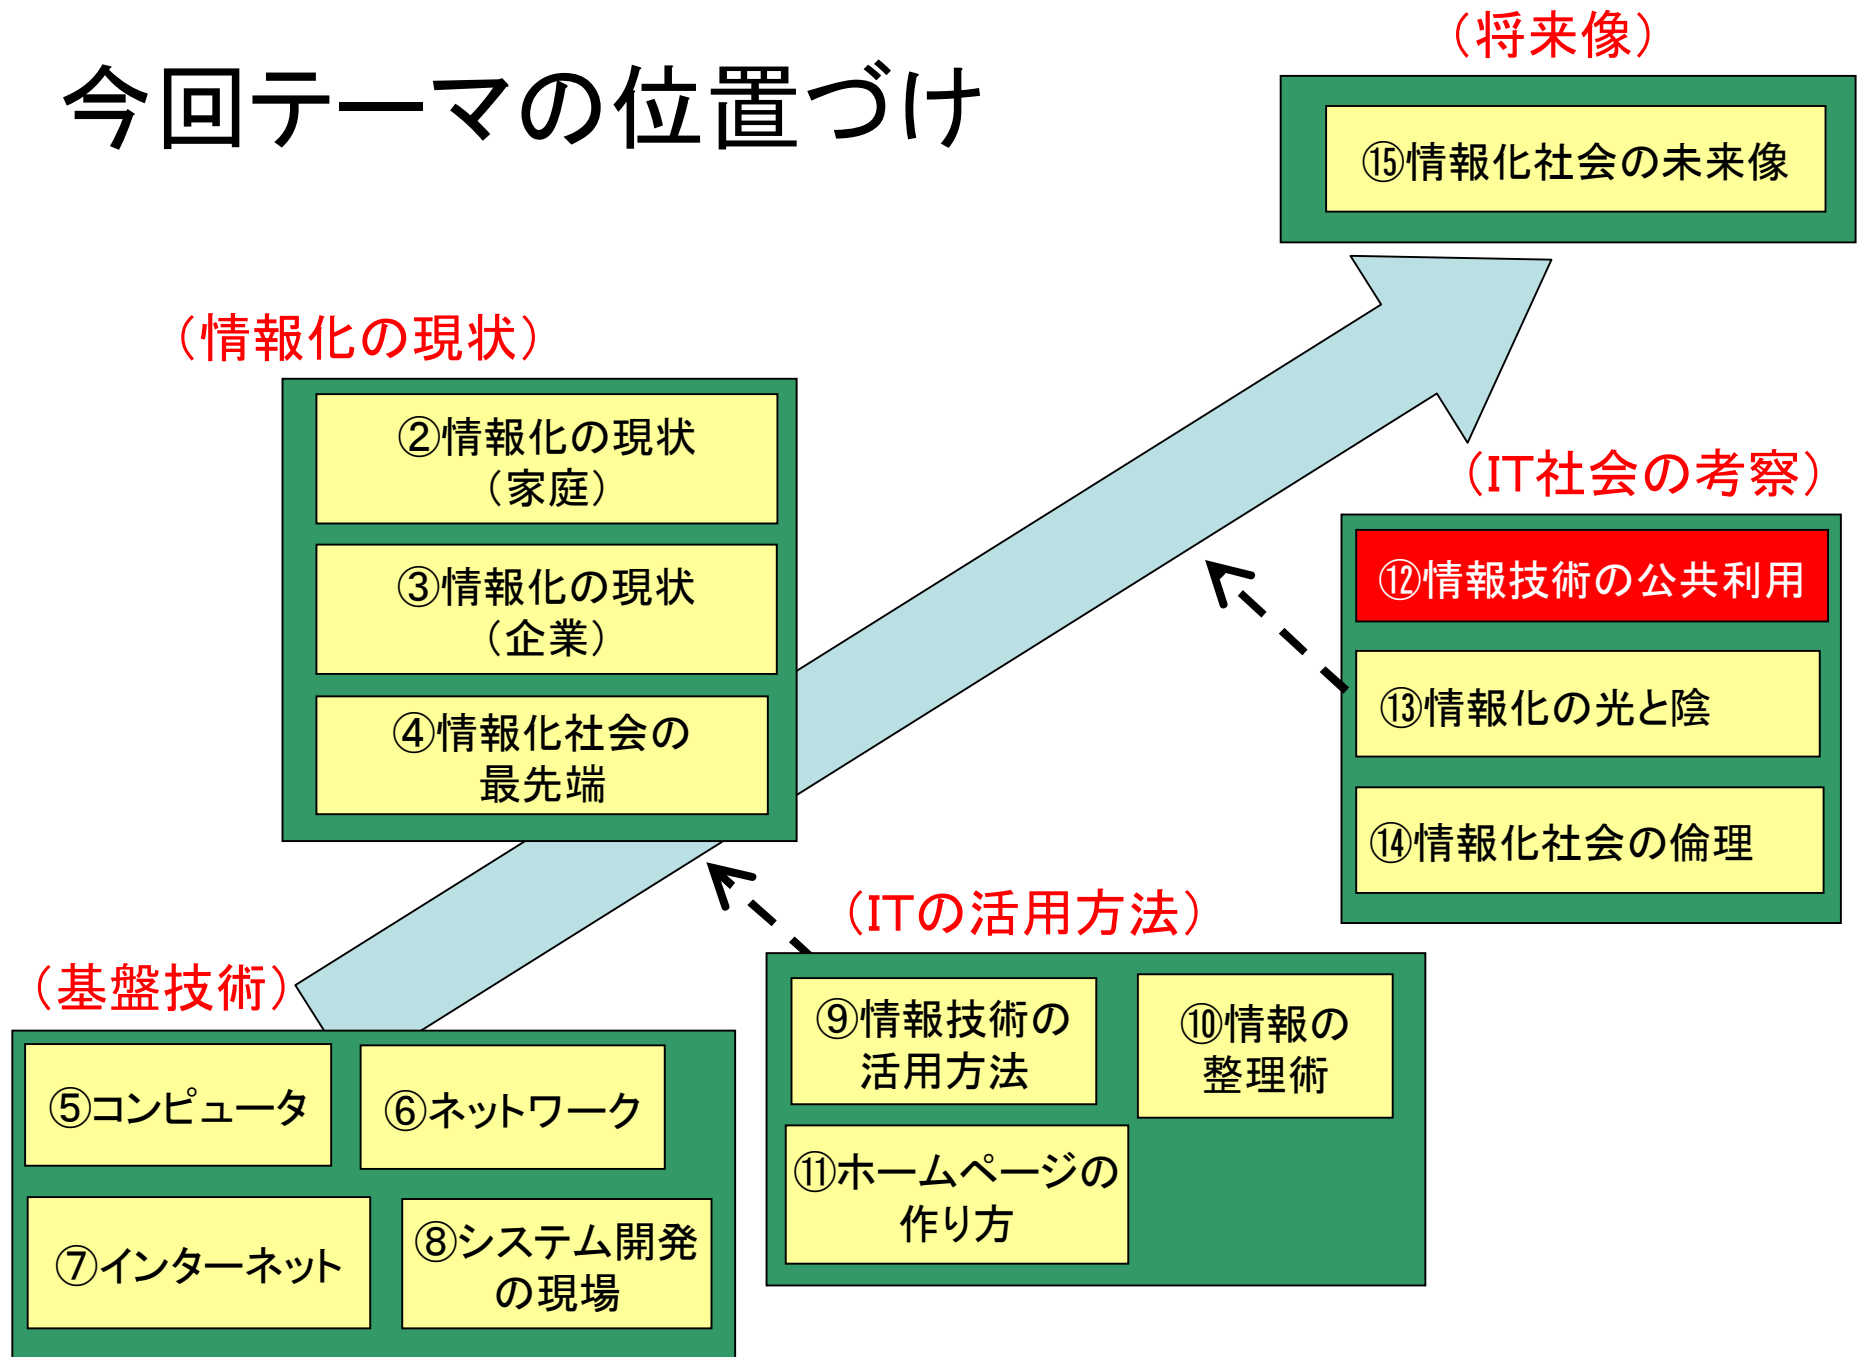 今回テーマの位置づけ
（将来像）
⑮情報化社会の未来像
（情報化の現状）
②情報化の現状
（家庭）
③情報化の現状
（企業）
④情報化社会の
最先端
（IT社会の考察）
⑫情報技術の公共利用
⑬情報化の光と陰
⑭情報化社会の倫理
（ITの活用方法）
⑨情報技術の
活用方法
⑩情報の
整理術
⑪ホームページの
作り方
（基盤技術）
⑤コンピュータ
⑥ネットワーク
⑦インターネット
⑧システム開発
の現場